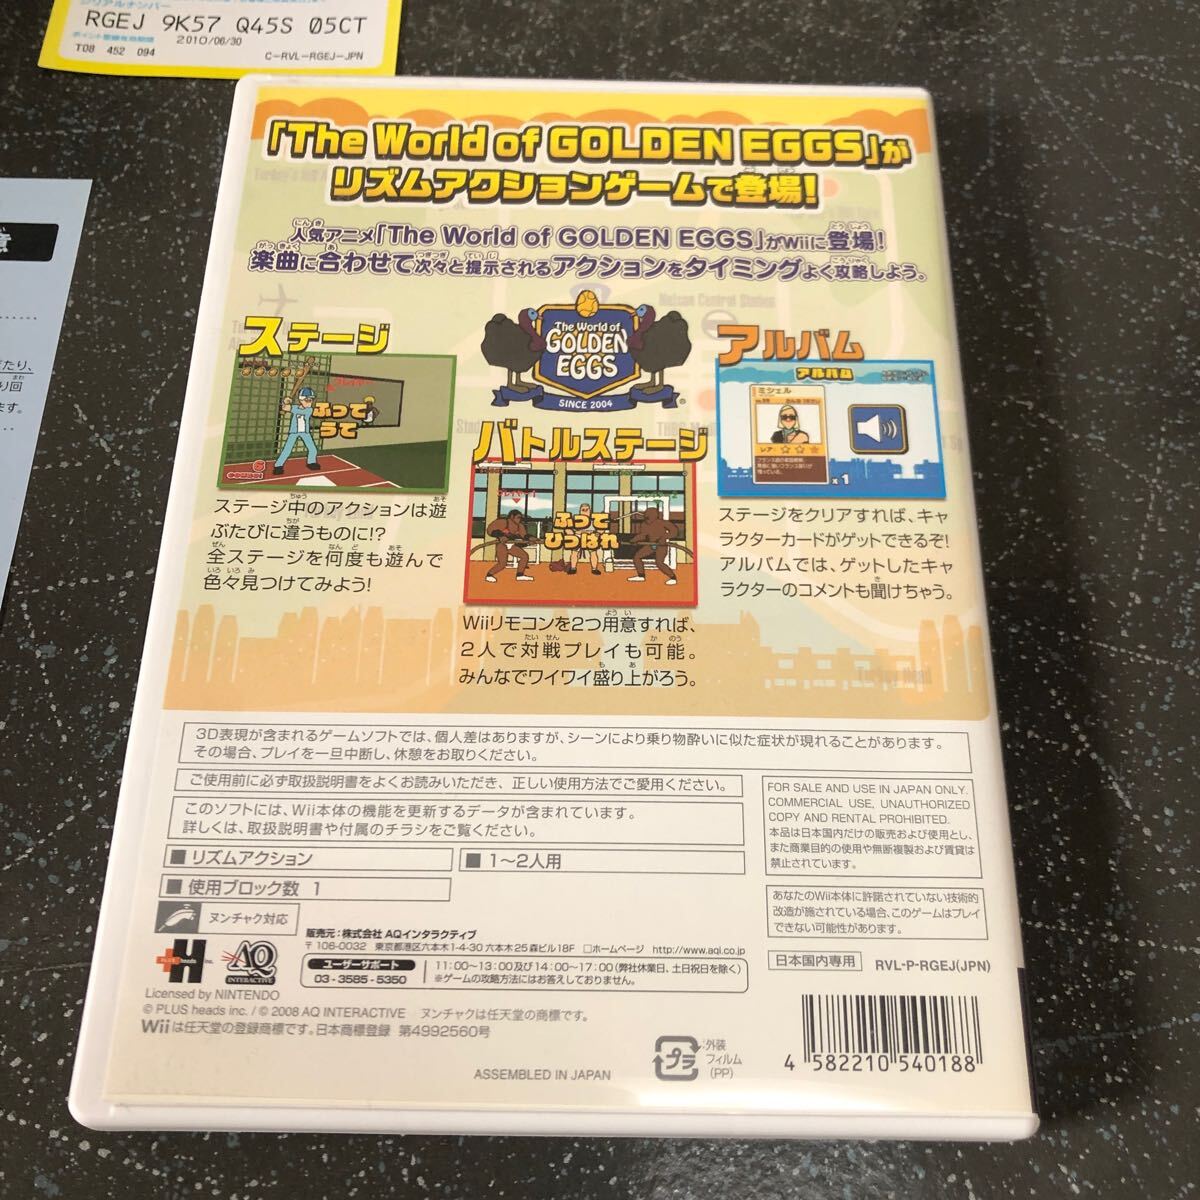 シリアルナンバー
RGEJ 9K57 Q45S 05CT
ポイント登録有効期限
2010/06/30
T08 452 094
C-RVL-RGEJ-JPN
「The World of GOLDEN EGGS」が
リズムアクションゲームで登場!
人気アニメ「The World of GOLDEN EGGS」がWiiに登場!
楽曲に合わせて次々と提示されるアクションをタイミングよく攻略しよう。
ステージ
ふって
うて
ステージ中のアクションは遊
ぶたびに違うものに!?
全ステージを何度も遊んで
色々見つけてみよう!
The World of
GOLDEN
EGGS
SINCE 2004
バトルステージ
ふって
ひっぱれ
Wiiリモコンを2つ用意すれば、
2人で対戦プレイも可能。
みんなでワイワイ盛り上がろう。
アルバム
アルバム
ミシェル
レア
x1
ステージをクリアすれば、キャ
ラクターカードがゲットできるぞ!
アルバムでは、ゲットしたキャ
ラクターのコメントも聞けちゃう。
3D表現が含まれるゲームソフトでは、個人差はありますが、シーンにより乗り物酔いに似た症状が現れることがあります。
その場合、プレイを一旦中断し、休憩をお取りください。
ご使用前に必ず取扱説明書をよくお読みいただき、正しい使用方法でご愛用ください。
このソフトには、Wii本体の機能を更新するデータが含まれています。
詳しくは、取扱説明書や付属のチラシをご覧ください。
■ リズムアクション
■ 1～2人用
■ 使用ブロック数 1
ヌンチャク対応
FOR SALE AND USE IN JAPAN ONLY.
COMMERCIAL USE, UNAUTHORIZED
COPY AND RENTAL PROHIBITED.
本品は日本国内だけの販売および使用とし、
また商業目的の使用や無断複製および賃貸は
禁止されています。
あなたのWii本体に許諾されていない技術的
改造が施されている場合、このゲームはプレイ
できない可能性があります。
日本国内専用
RVL-P-RGEJ(JPN)
PLUS heads inc.
AQ
INTERACTIVE
販売元:株式会社 AQインタラクティブ
〒106-0032 東京都港区六本木1-4-30 六本木25森ビル18F □ホームページ http://www.aqi.co.jp
ユーザーサポート
03-3585-5350
11:00～13:00及び14:00～17:00(弊社休業日、土日祝日を除く)
※ゲームの攻略方法にはお答えしておりません。
Licensed by NINTENDO
© PLUS heads inc. / © 2008 AQ INTERACTIVE ヌンチャクは任天堂の商標です。
Wiiは任天堂の登録商標です。日本商標登録 第4992560号
ASSEMBLED IN JAPAN
プラ
外装
フィルム
(PP)
4 582210 540188